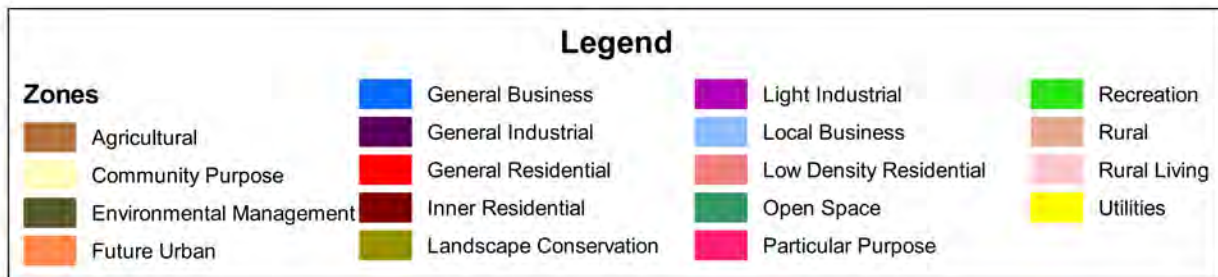 Legend
Zones
Agricultural
Community Purpose
Environmental Management
Future Urban
General Business
General Industrial
General Residential
Inner Residential
Landscape Conservation
Light Industrial
Local Business
Low Density Residential
Open Space
Particular Purpose
Recreation
Rural
Rural Living
Utilities